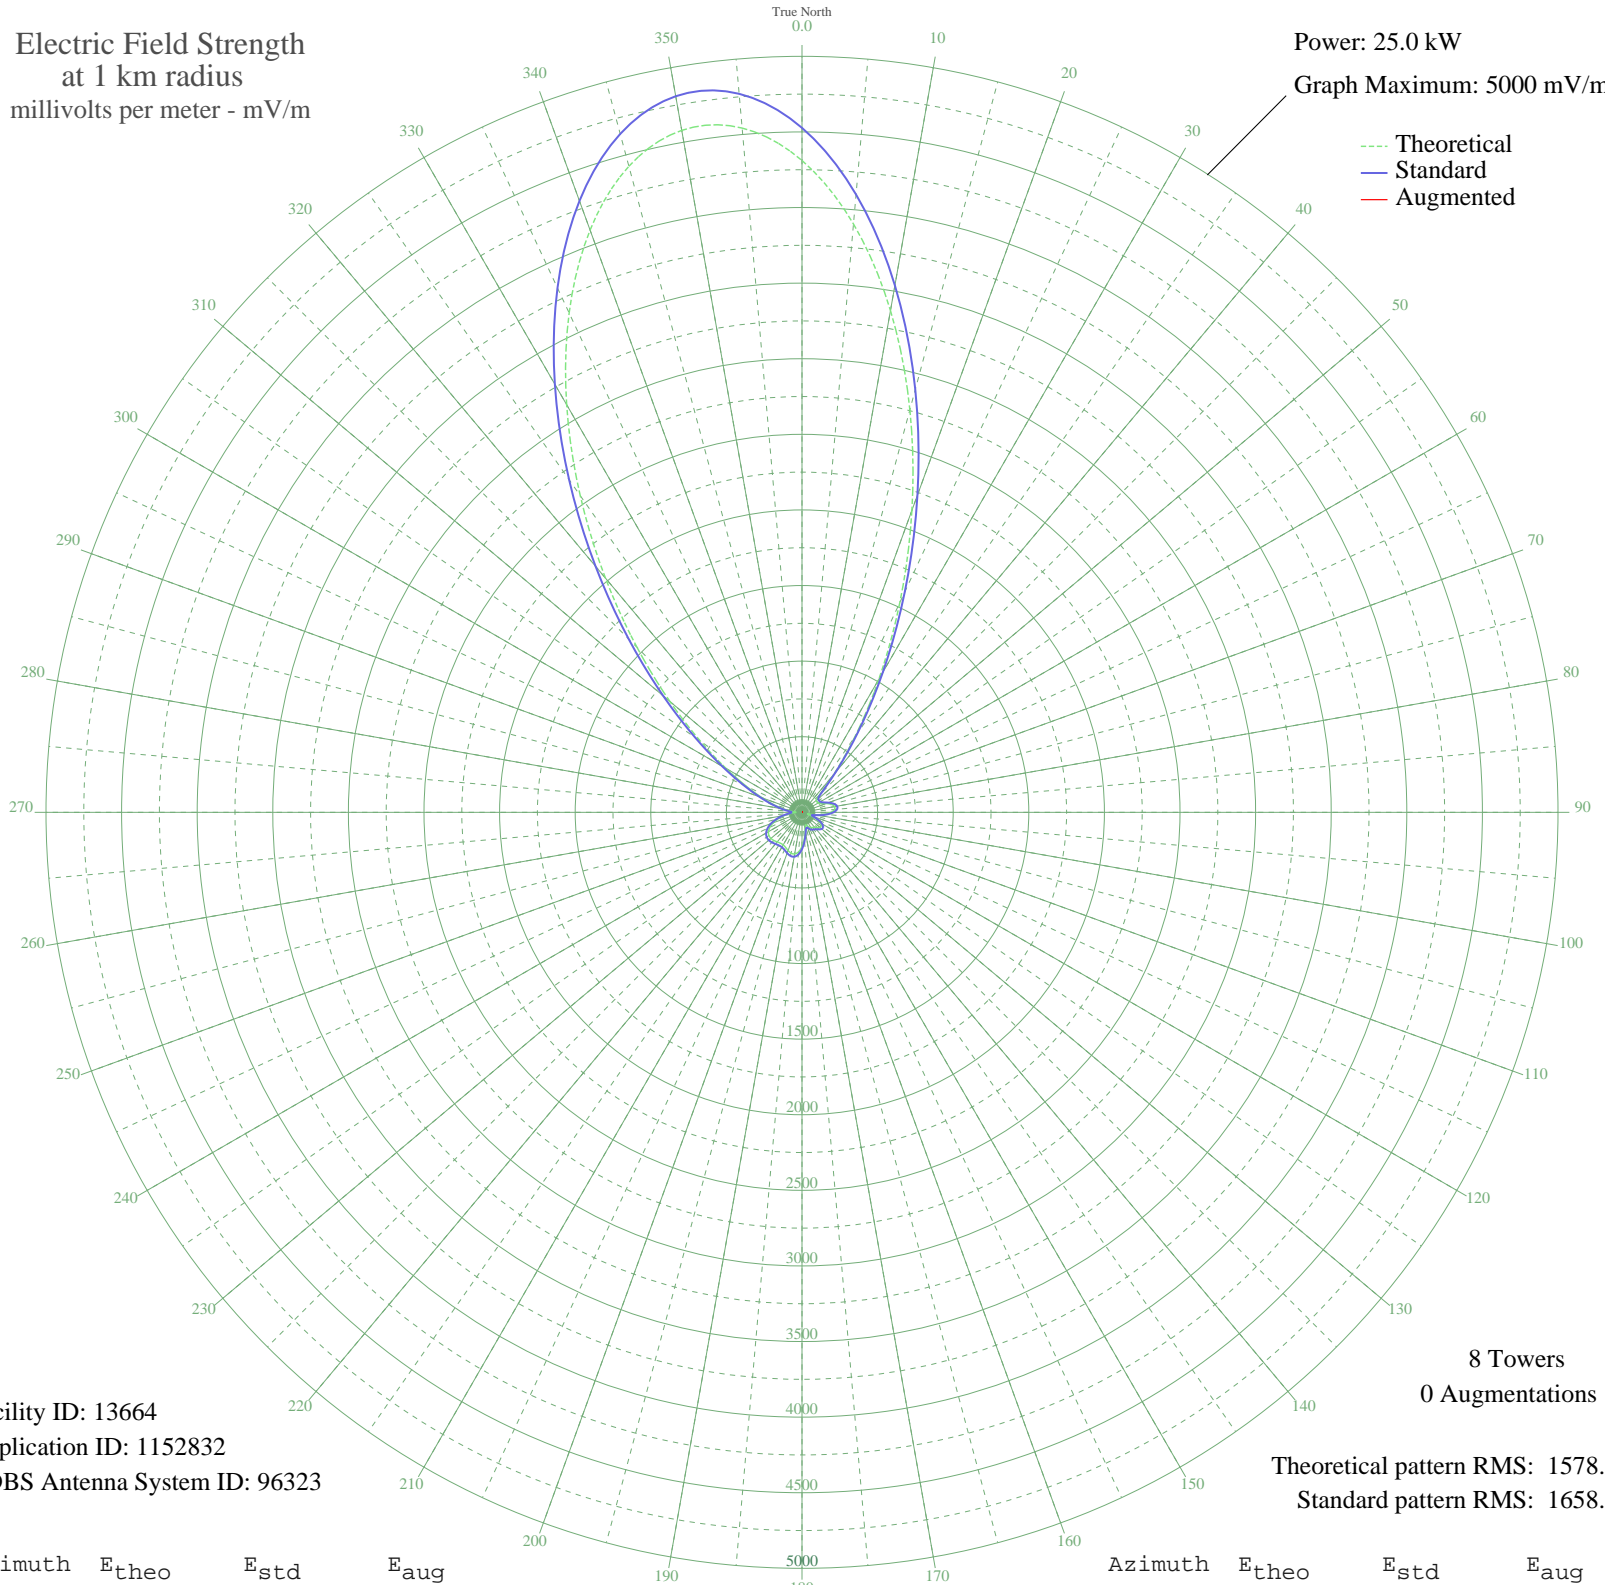 Electric Field Strength
at 1 km radius
millivolts per meter - mV/m
True North
0.0
Power: 25.0 kW
Graph Maximum: 5000 mV/m
Theoretical
Standard
Augmented
10
20
30
40
50
60
70
80
90
100
110
120
130
140
150
160
170
190
200
210
220
230
240
250
260
270
280
290
300
310
320
330
340
350
1000
1500
2000
2500
3000
3500
4000
4500
5000
8 Towers
0 Augmentations
cility ID: 13664
plication ID: 1152832
DBS Antenna System ID: 96323
Theoretical pattern RMS: 1578.
Standard pattern RMS: 1658.
imuth Etheo Estd Eaug
Azimuth Etheo Estd Eaug